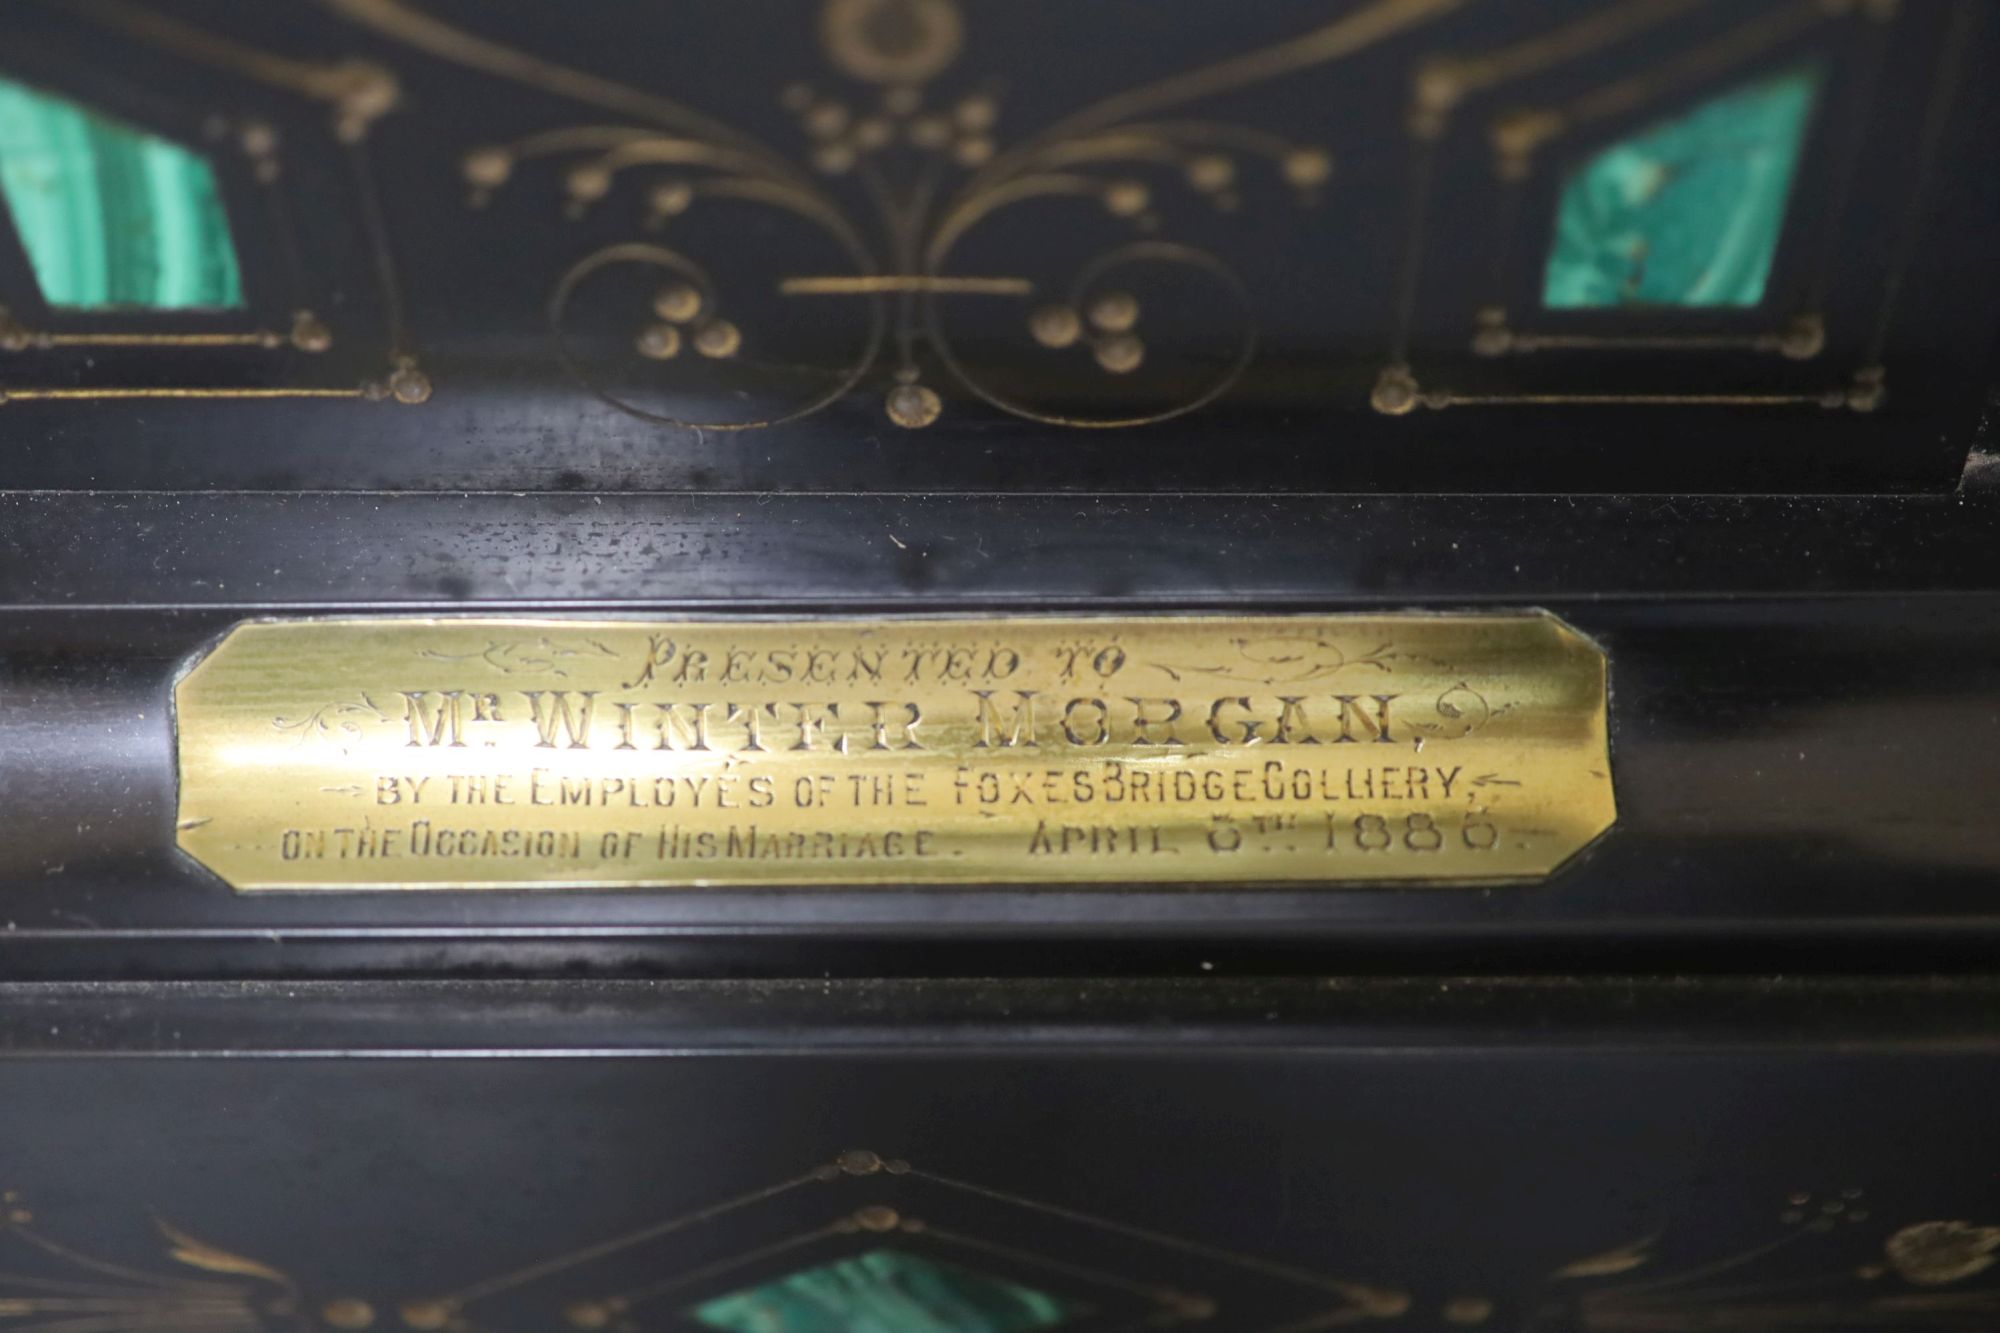 PRESENTED TO
MR. WINTER MORGAN,
BY THE EMPLOYÉS OF THE FOXES BRIDGE COLLIERY,
ON THE OCCASION OF HIS MARRIAGE. APRIL 8TH. 1886.